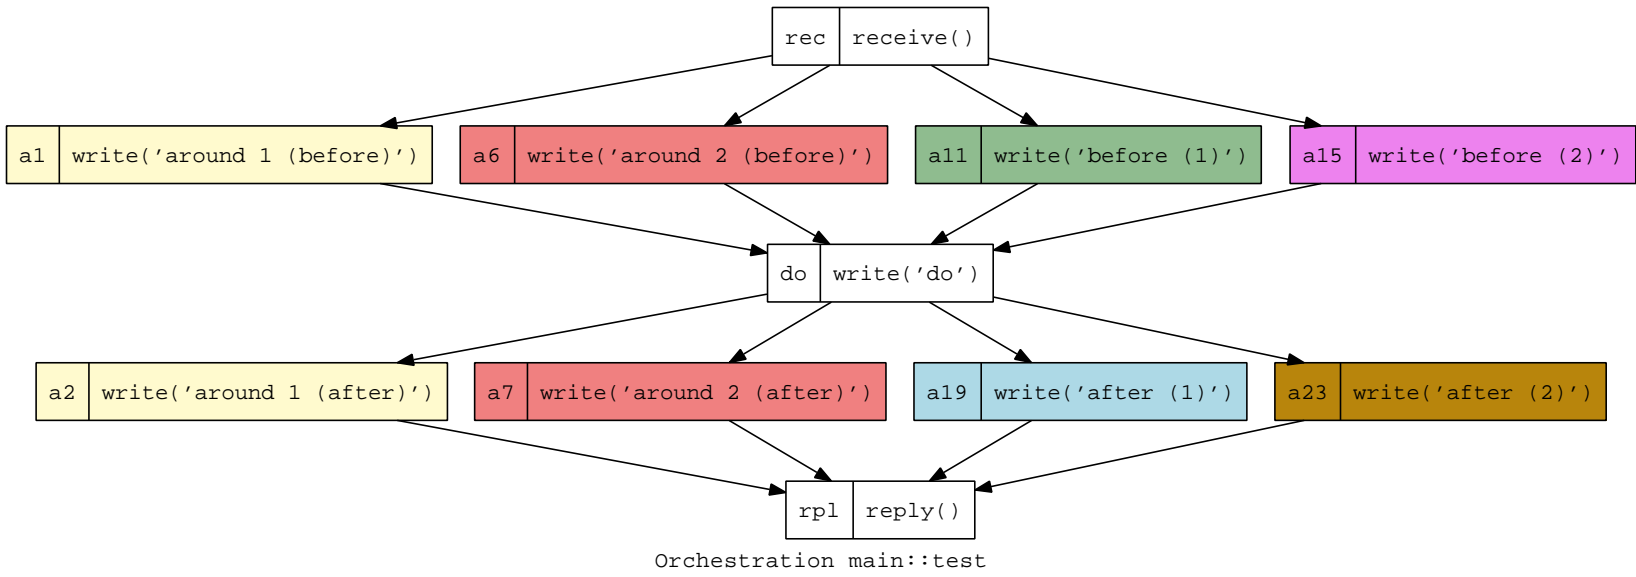 rec receive()
a1 write(′around 1 (before)′) a6 write(′around 2 (before)′) a11 write(′before (1)′) a15 write(′before (2)′)
do write(′do′)
a2 write(′around 1 (after)′) a7 write(′around 2 (after)′) a19 write(′after (1)′) a23 write(′after (2)′)
rpl reply()
Orchestration main::test